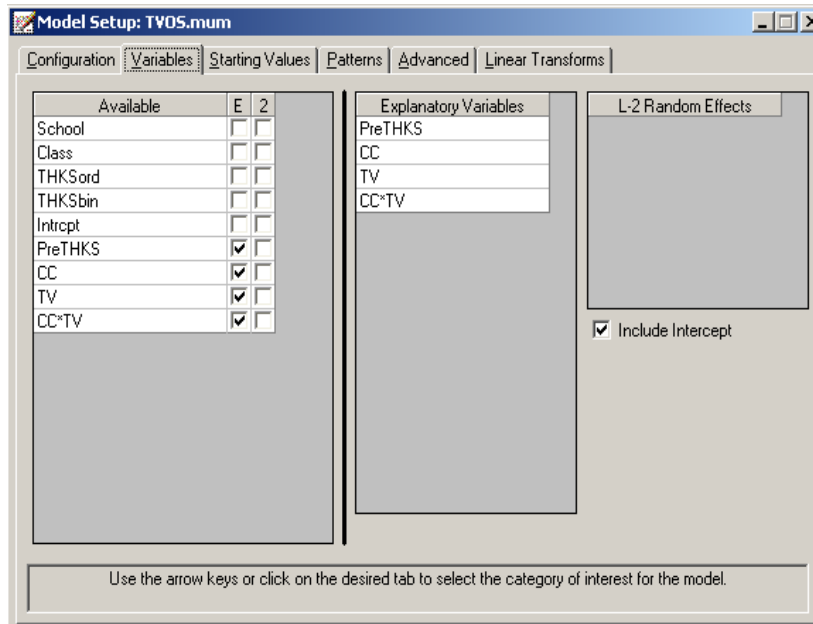 Model Setup: TVOS.mum
Configuration Variables Starting Values Patterns Advanced Linear Transforms
Available E 2 Explanatory Variables L-2 Random Effects
School PreTHKS
Class CC
THKSord TV
THKSbin CC*TV
Intrcpt
PreTHKS
CC
TV
CC*TV
Include Intercept
Use the arrow keys or click on the desired tab to select the category of interest for the model.